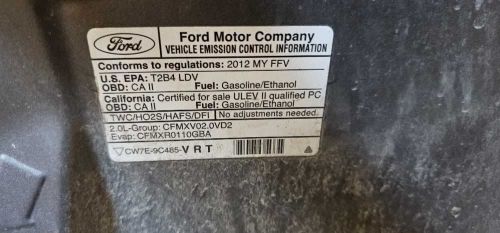 Ford
Ford Motor Company
VEHICLE EMISSION CONTROL INFORMATION
Conforms to regulations: 2012 MY FFV
U.S. EPA: T2B4 LDV
OBD: CA II Fuel: Gasoline/Ethanol
California: Certified for sale ULEV II qualified PC
OBD: CA II Fuel: Gasoline/Ethanol
TWC/HO2S/HAFS/DFI No adjustments needed.
2.0L-Group: CFMXV02.0VD2
Evap: CFMXR0110GBA
CW7E-9C485-V R T